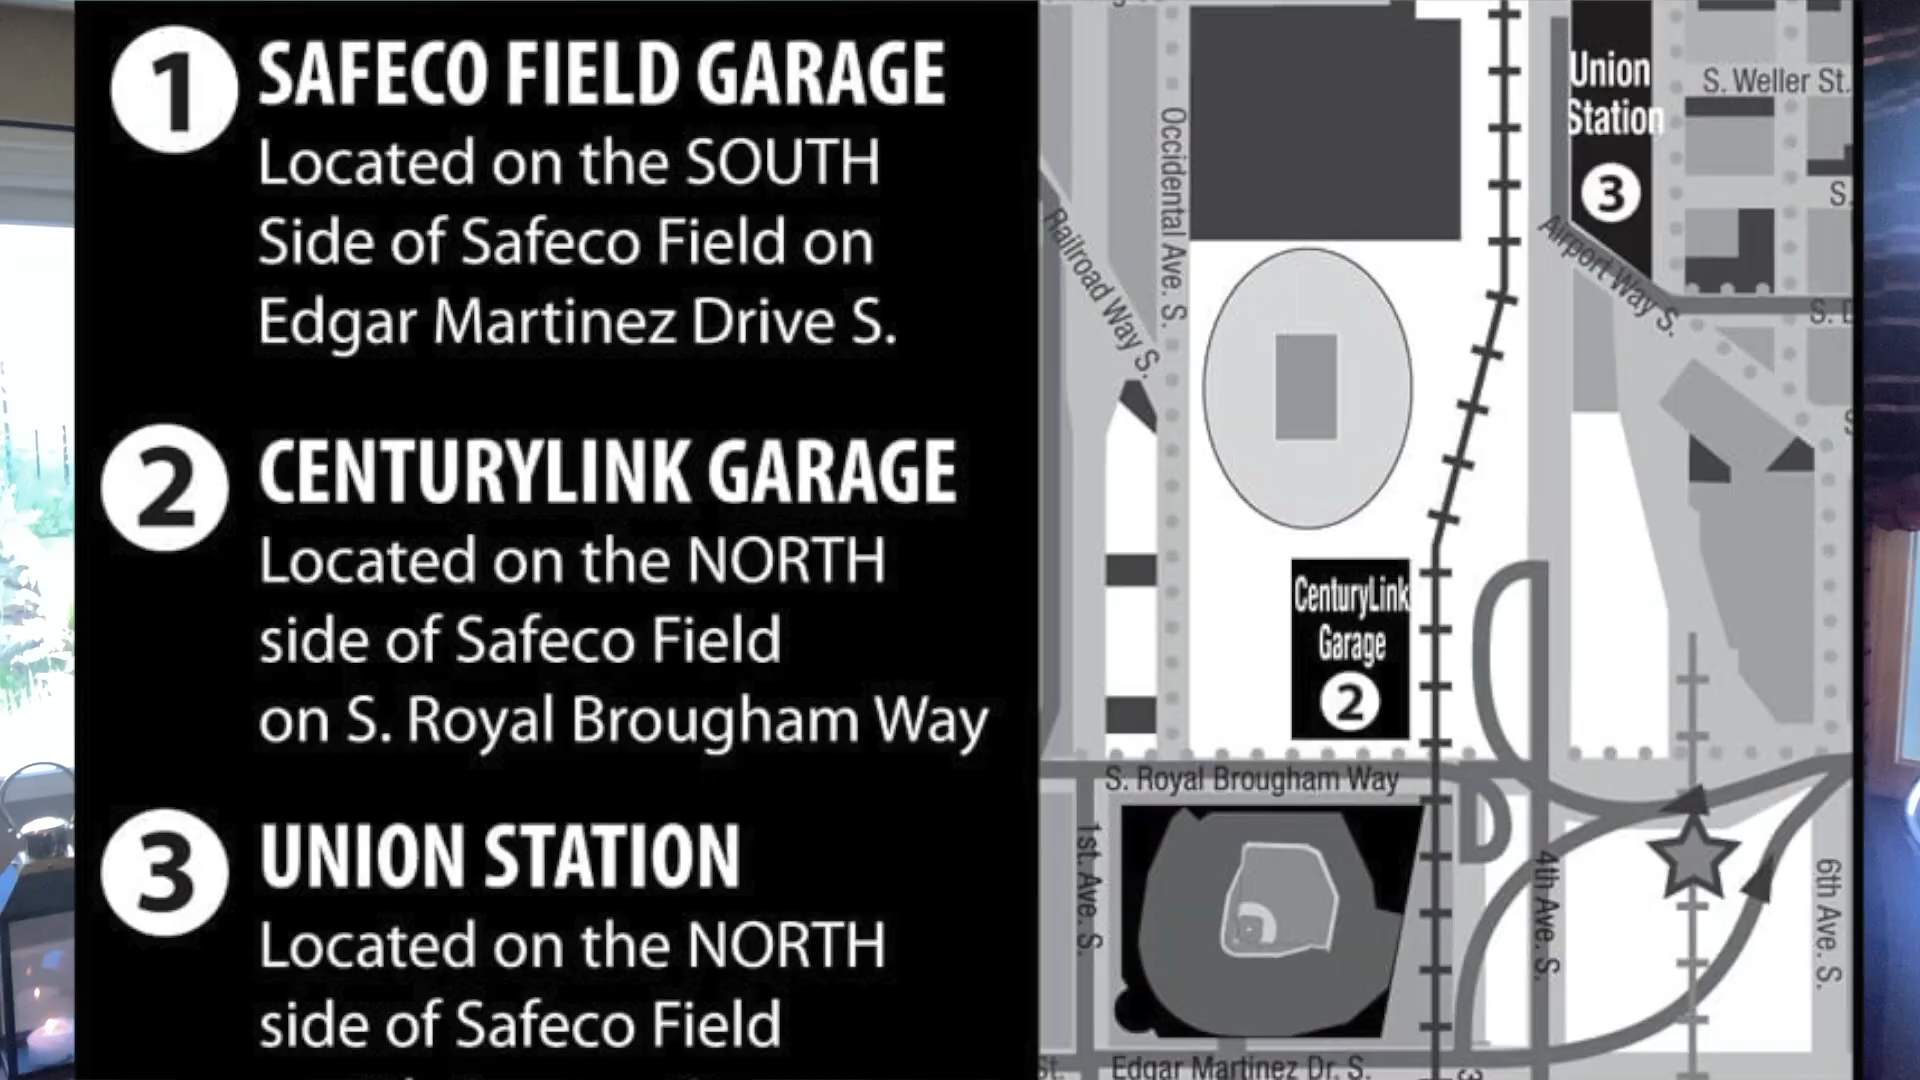 1
SAFECO FIELD GARAGE
Located on the SOUTH
Side of Safeco Field on
Edgar Martinez Drive S.
2
CENTURYLINK GARAGE
Located on the NORTH
side of Safeco Field
on S. Royal Brougham Way
3
UNION STATION
Located on the NORTH
side of Safeco Field
Union
Station
3
S. Weller St.
S.
Occidental Ave. S.
Railroad Way S.
Airport Way S.
S. D
S
CenturyLink
Garage
2
S. Royal Brougham Way
1st. Ave. S.
4th Ave. S.
6th Ave. S.
St.
Edgar Martinez Dr. S.
3